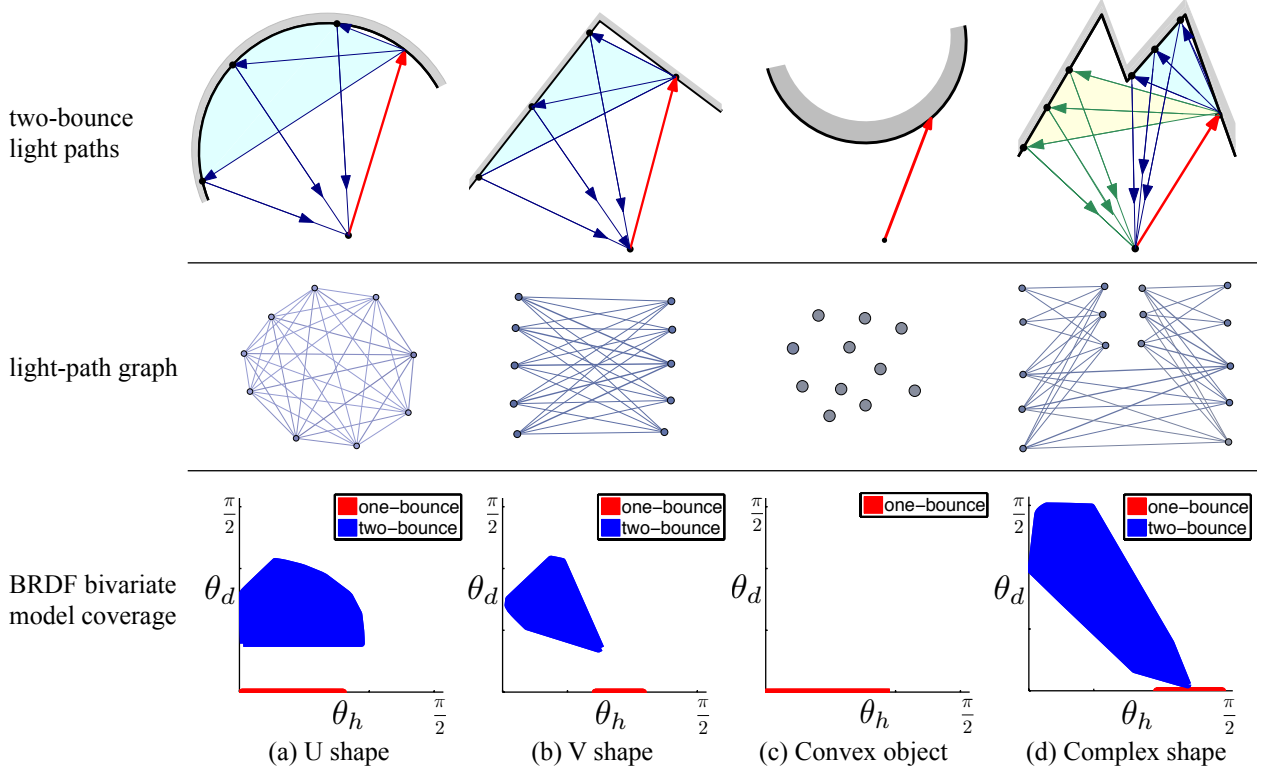 two-bounce
light paths
light-path graph
BRDF bivariate
model coverage
π
2
θd
one-bounce
two-bounce
θh
π
2
(a) U shape
π
2
θd
one-bounce
two-bounce
θh
π
2
(b) V shape
π
2
θd
one-bounce
θh
π
2
(c) Convex object
π
2
θd
one-bounce
two-bounce
θh
π
2
(d) Complex shape